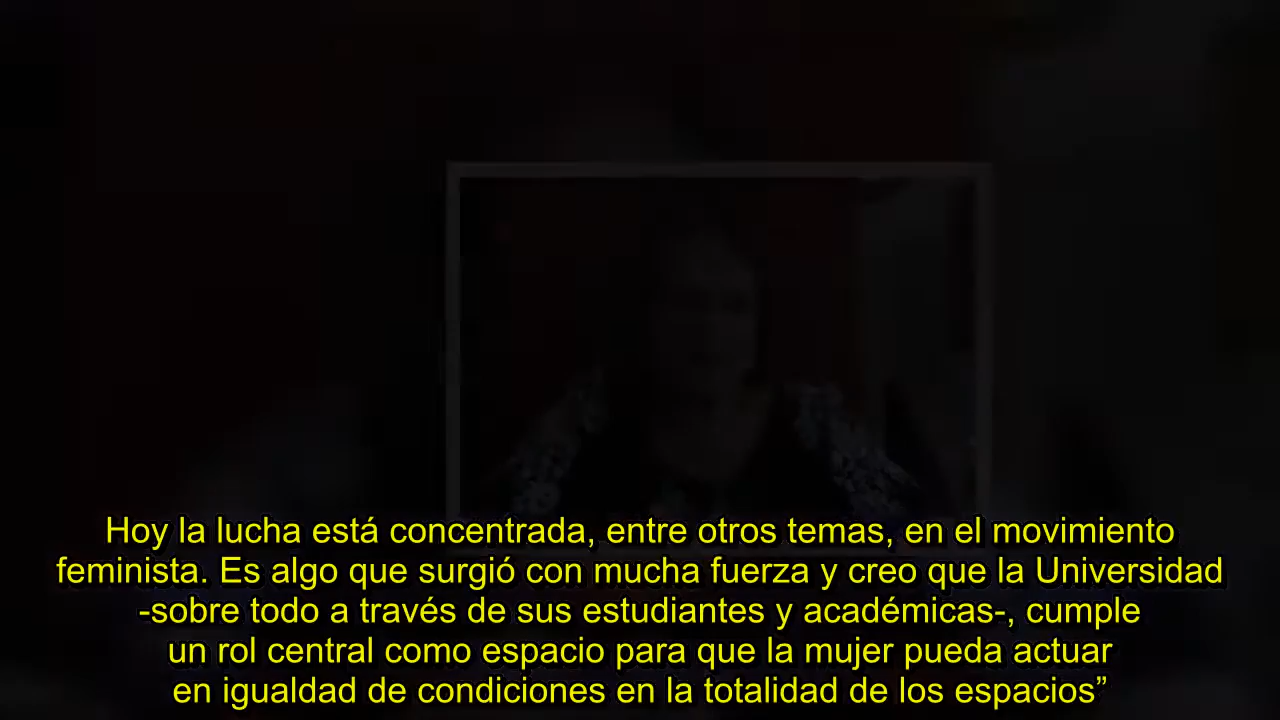 Hoy la lucha está concentrada, entre otros temas, en el movimiento
feminista. Es algo que surgió con mucha fuerza y creo que la Universidad
-sobre todo a través de sus estudiantes y académicas-, cumple
un rol central como espacio para que la mujer pueda actuar
en igualdad de condiciones en la totalidad de los espacios”